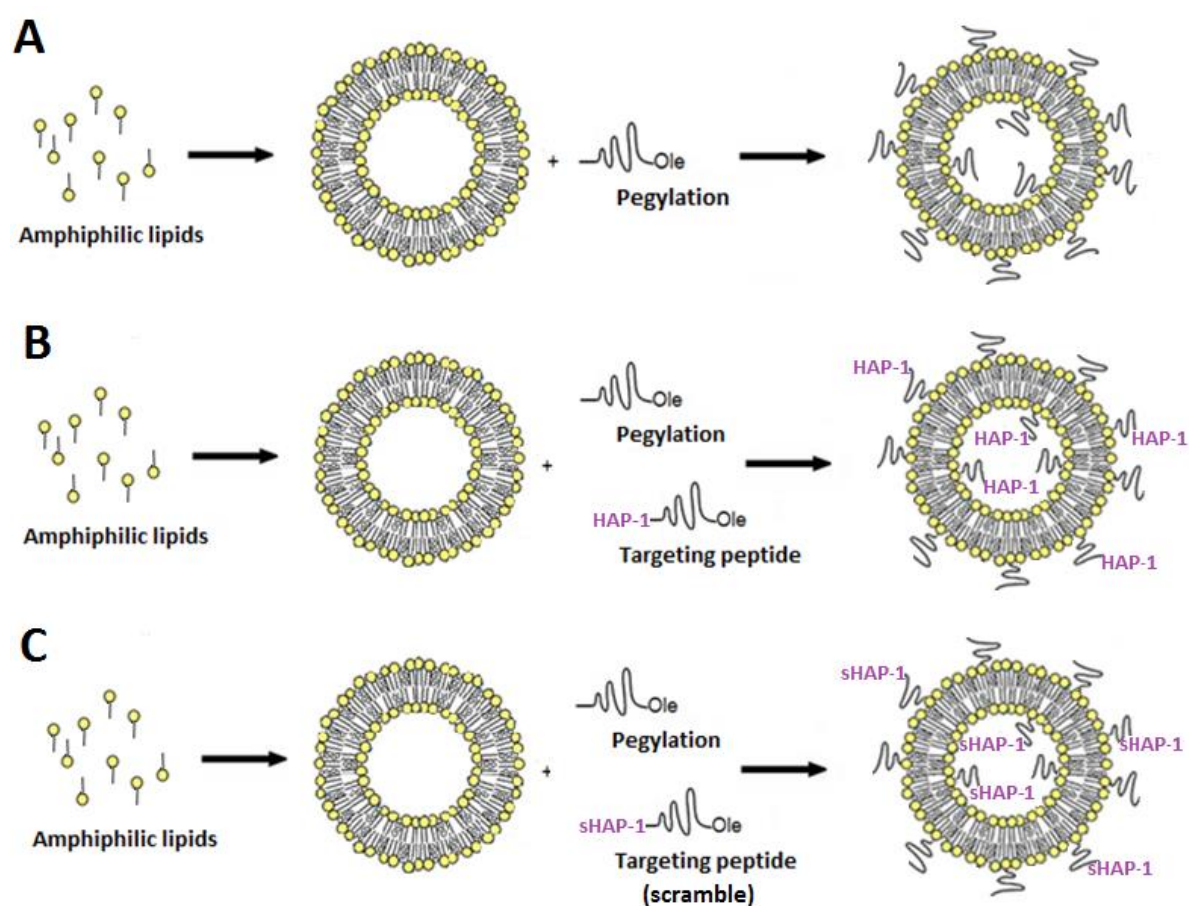 A
Amphiphilic lipids
+
Ole
Pegylation
B
Amphiphilic lipids
+
Ole
Pegylation
HAP-1
Ole
Targeting peptide
HAP-1
HAP-1
HAP-1
HAP-1
HAP-1
C
Amphiphilic lipids
+
Ole
Pegylation
sHAP-1
Ole
Targeting peptide
(scramble)
sHAP-1
sHAP-1
sHAP-1
sHAP-1
sHAP-1